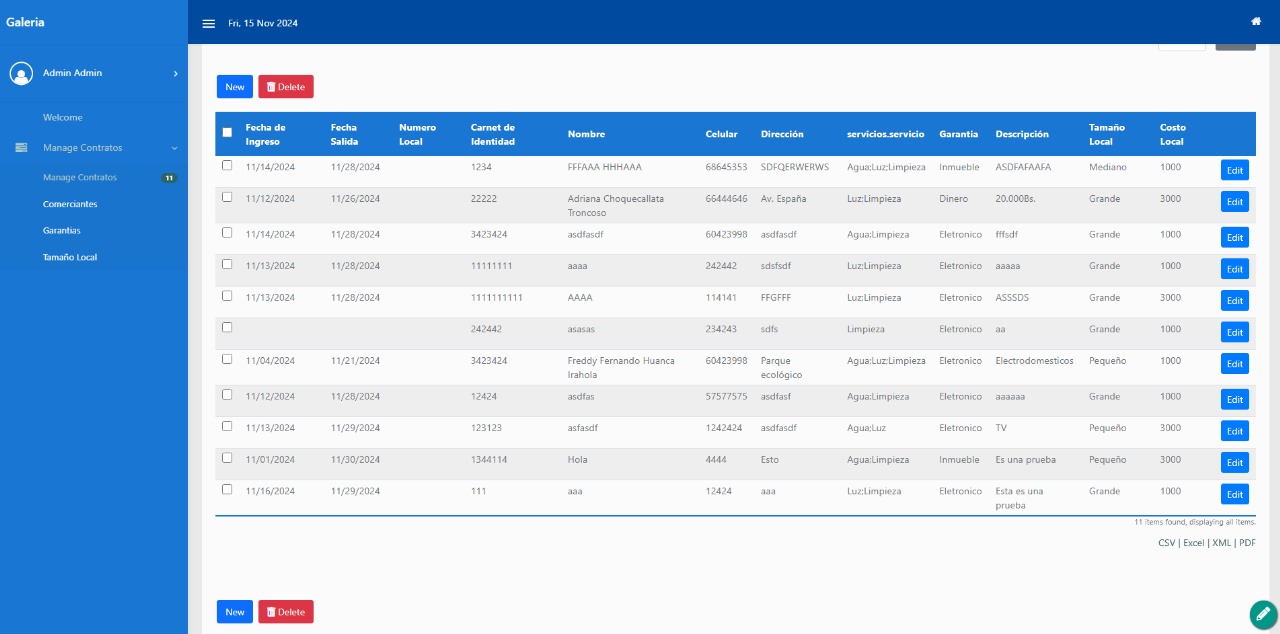 Galeria
Fri, 15 Nov 2024
Admin Admin
Welcome
Manage Contratos
Manage Contratos 11
Comerciantes
Garantias
Tamaño Local
New Delete
Fecha de Ingreso Fecha Salida Numero Local Carnet de Identidad Nombre Celular Dirección servicios.servicio Garantia Descripción Tamaño Local Costo Local
11/14/2024 11/28/2024 1234 FFFAAA HHHAAA 68645353 SDFQERWERWS Agua;Luz;Limpieza Inmueble ASDFAFAAFA Mediano 1000 Edit
11/12/2024 11/26/2024 22222 Adriana Choquecallata Troncoso 66444646 Av. España Luz;Limpieza Dinero 20.000Bs. Grande 3000 Edit
11/14/2024 11/28/2024 3423424 asdfasdf 60423998 asdfasdf Agua;Limpieza Eletronico fffsdf Grande 1000 Edit
11/13/2024 11/28/2024 11111111 aaaa 242442 sdsfsdf Luz;Limpieza Eletronico aaaaa Grande 1000 Edit
11/13/2024 11/28/2024 1111111111 AAAA 114141 FFGFFF Luz;Limpieza Eletronico ASSSDS Grande 3000 Edit
242442 asasas 234243 sdfs Limpieza Eletronico aa Grande 1000 Edit
11/04/2024 11/21/2024 3423424 Freddy Fernando Huanca Irahola 60423998 Parque ecológico Agua;Luz;Limpieza Eletronico Electrodomesticos Pequeño 1000 Edit
11/12/2024 11/28/2024 12424 asdfas 57577575 asdfasf Agua;Limpieza Eletronico aaaaaa Grande 1000 Edit
11/13/2024 11/29/2024 123123 asfasdf 1242424 asdfasdf Agua;Luz Eletronico TV Pequeño 3000 Edit
11/01/2024 11/30/2024 1344114 Hola 4444 Esto Agua;Limpieza Inmueble Es una prueba Pequeño 3000 Edit
11/16/2024 11/29/2024 111 aaa 12424 aaa Luz;Limpieza Eletronico Esta es una prueba Grande 1000 Edit
11 items found, displaying all items.
CSV | Excel | XML | PDF
New Delete